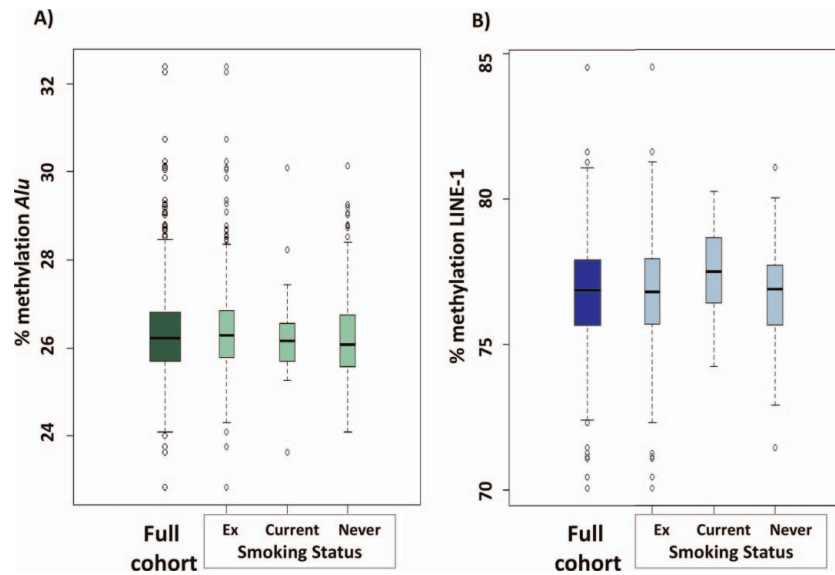 A)
% methylation Alu
32
30
28
26
24
Full cohort
Ex Current Never
Smoking Status
B)
% methylation LINE-1
85
80
75
70
Full cohort
Ex Current Never
Smoking Status